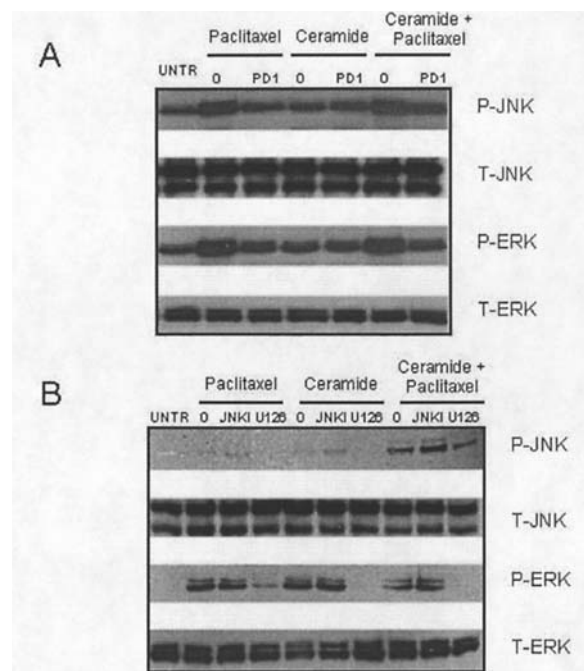 A
Paclitaxel Ceramide Ceramide + Paclitaxel
UNTR 0 PD1 0 PD1 0 PD1
P-JNK
T-JNK
P-ERK
T-ERK
B
Paclitaxel Ceramide Ceramide + Paclitaxel
UNTR 0 JNKI U126 0 JNKI U126 0 JNKI U126
P-JNK
T-JNK
P-ERK
T-ERK